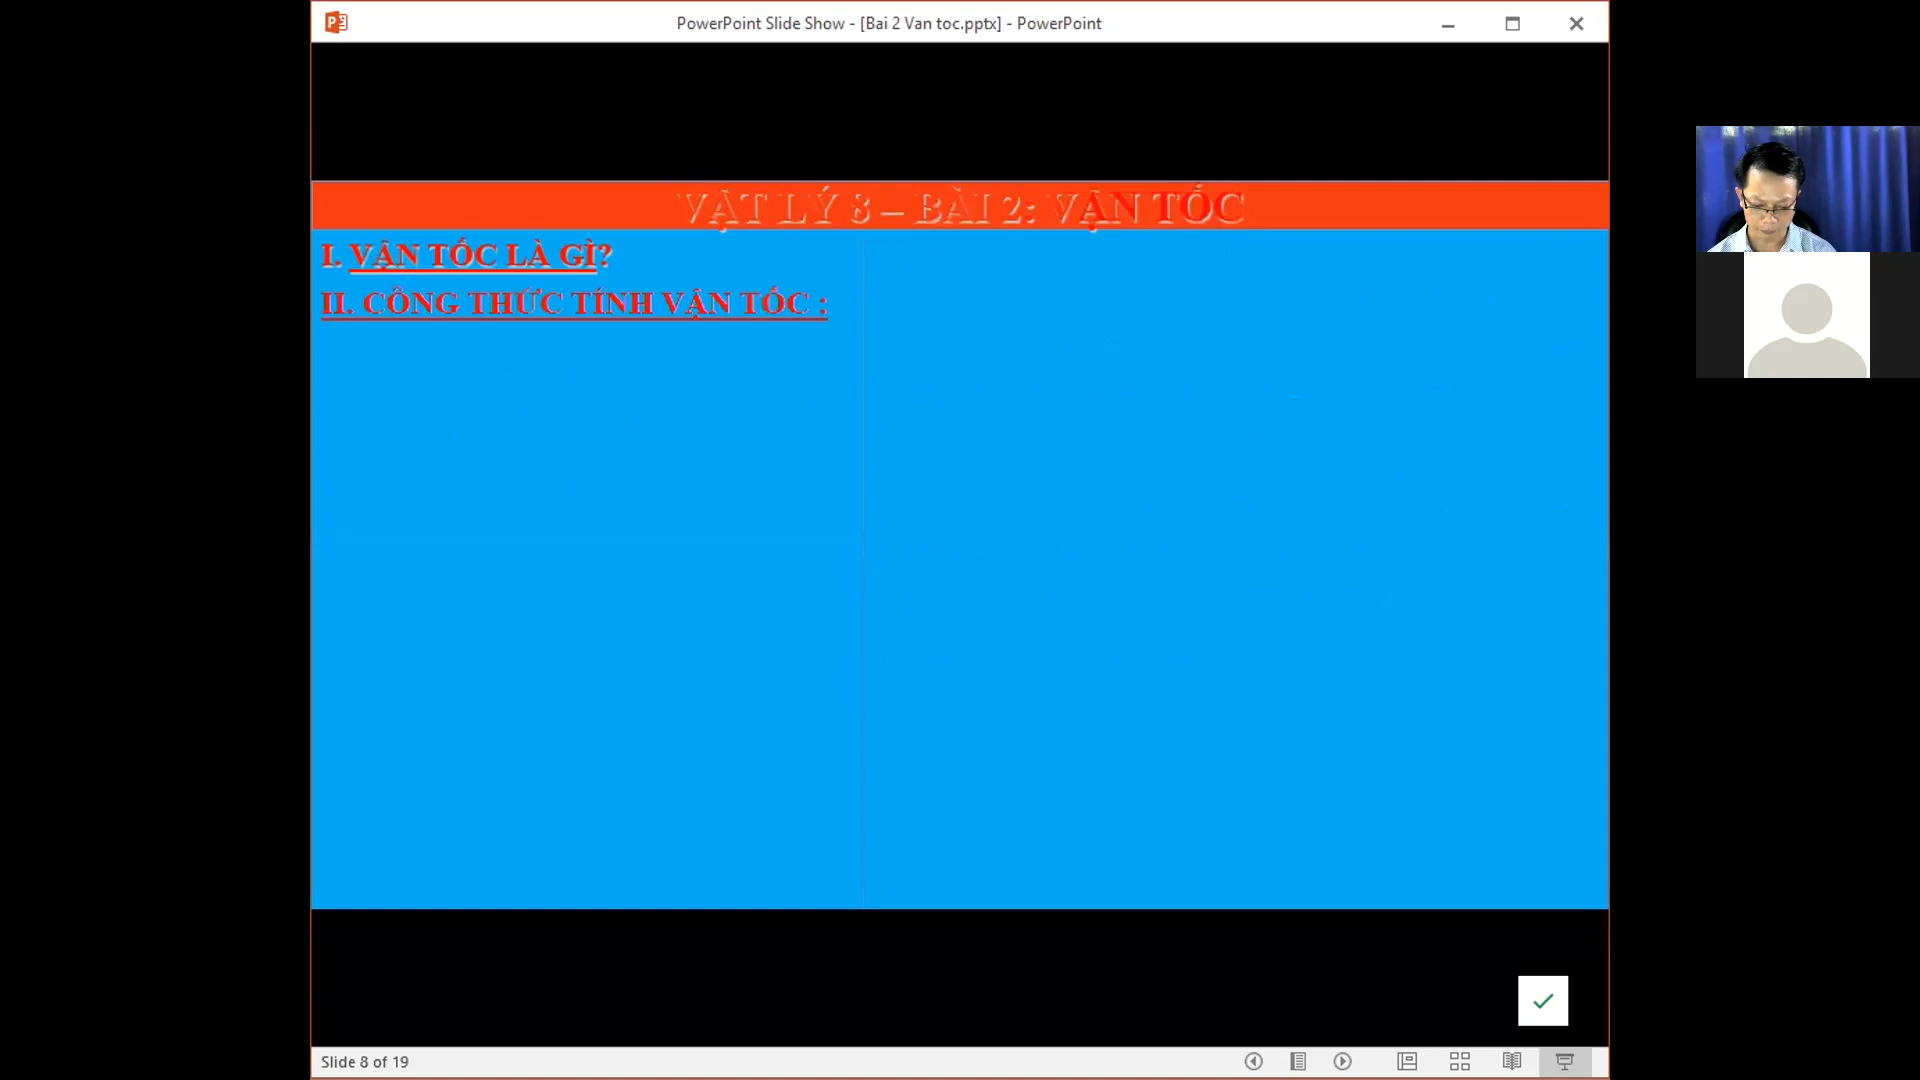 PowerPoint Slide Show - [Bai 2 Van toc.pptx] - PowerPoint
VẬT LÝ 8 – BÀI 2: VẬN TỐC
I. VẬN TỐC LÀ GÌ?
II. CÔNG THỨC TÍNH VẬN TỐC :
Slide 8 of 19